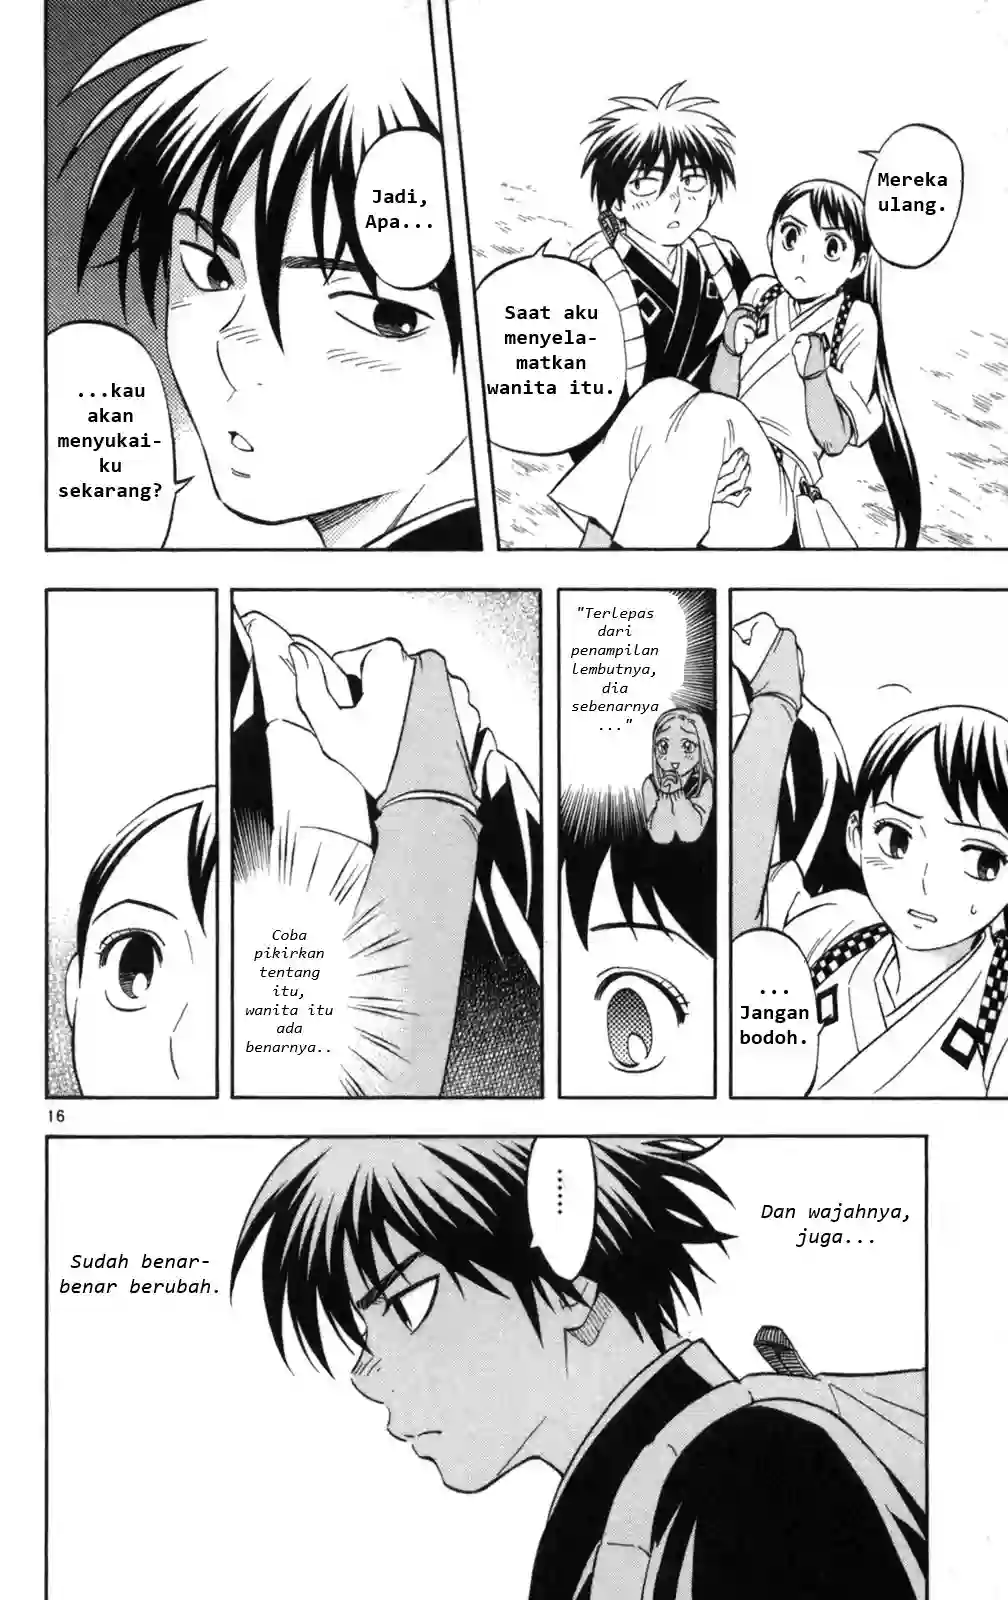 Mereka
ulang.
Saat aku
menyela-
matkan
wanita itu.
Jadi,
Apa...
...kau
akan
menyukai-
ku
sekarang?
...
Jangan
bodoh.
"Terlepas
dari
penampilan
lembutnya,
dia
sebenarnya
..."
Coba
pikirkan
tentang
itu,
wanita itu
ada
benarnya..
16
Dan wajahnya,
juga...
........
Sudah benar-
benar berubah.